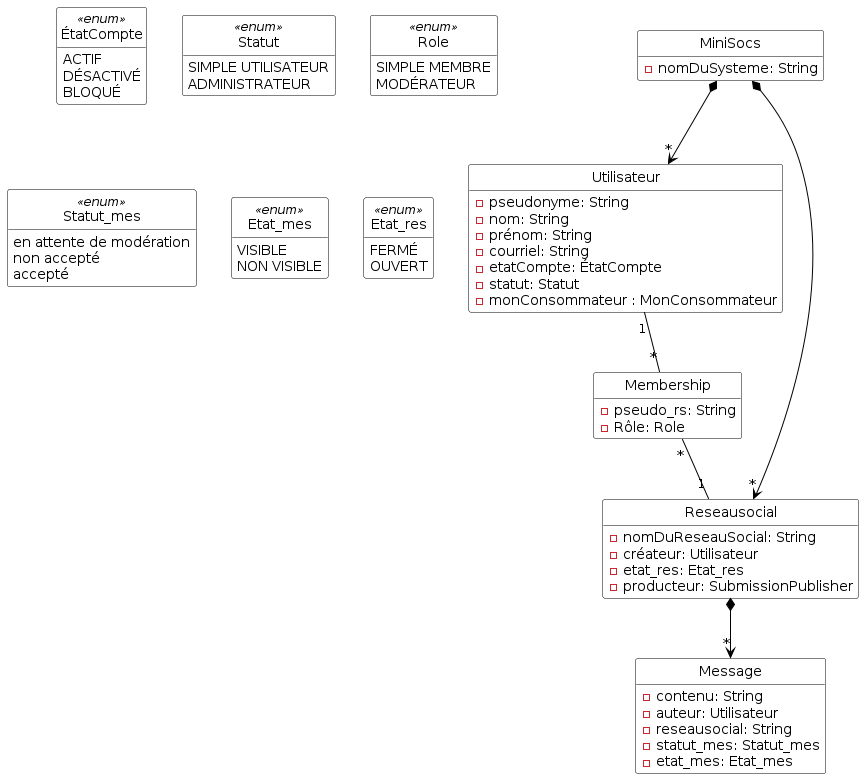 «enum»
ÉtatCompte
ACTIF
DÉSACTIVÉ
BLOQUÉ
«enum»
Statut
SIMPLE UTILISATEUR
ADMINISTRATEUR
«enum»
Role
SIMPLE MEMBRE
MODÉRATEUR
MiniSocs
nomDuSysteme: String
*
Utilisateur
pseudonyme: String
nom: String
prénom: String
courriel: String
etatCompte: ÉtatCompte
statut: Statut
monConsommateur : MonConsommateur
«enum»
Statut_mes
en attente de modération
non accepté
accepté
«enum»
Etat_mes
VISIBLE
NON VISIBLE
«enum»
Etat_res
FERMÉ
OUVERT
1
*
Membership
pseudo_rs: String
Rôle: Role
*
1
*
Reseausocial
nomDuReseauSocial: String
créateur: Utilisateur
etat_res: Etat_res
producteur: SubmissionPublisher
*
Message
contenu: String
auteur: Utilisateur
reseausocial: String
statut_mes: Statut_mes
etat_mes: Etat_mes